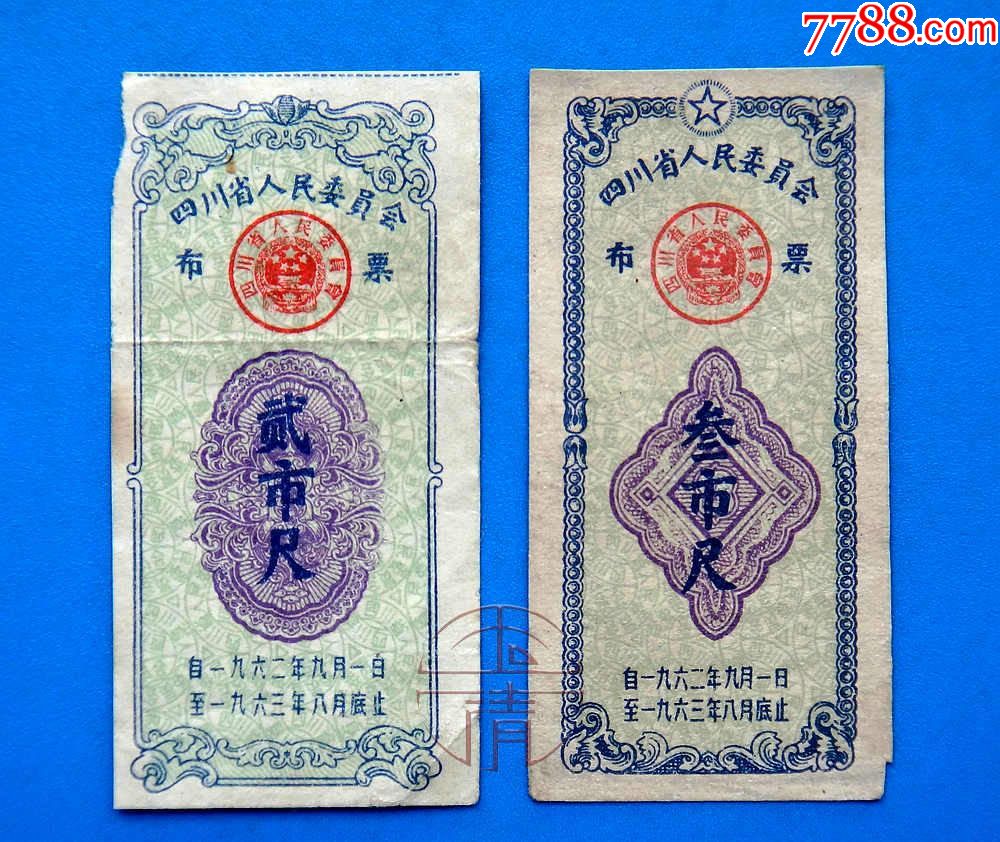 7788.com
四川省人民委員会
四川省人民委員會
布票
贰市尺
自一九六二年九月一日
至一九六三年八月底止
四川省人民委員会
四川省人民委員會
布票
叁市尺
自一九六二年九月一日
至一九六三年八月底止